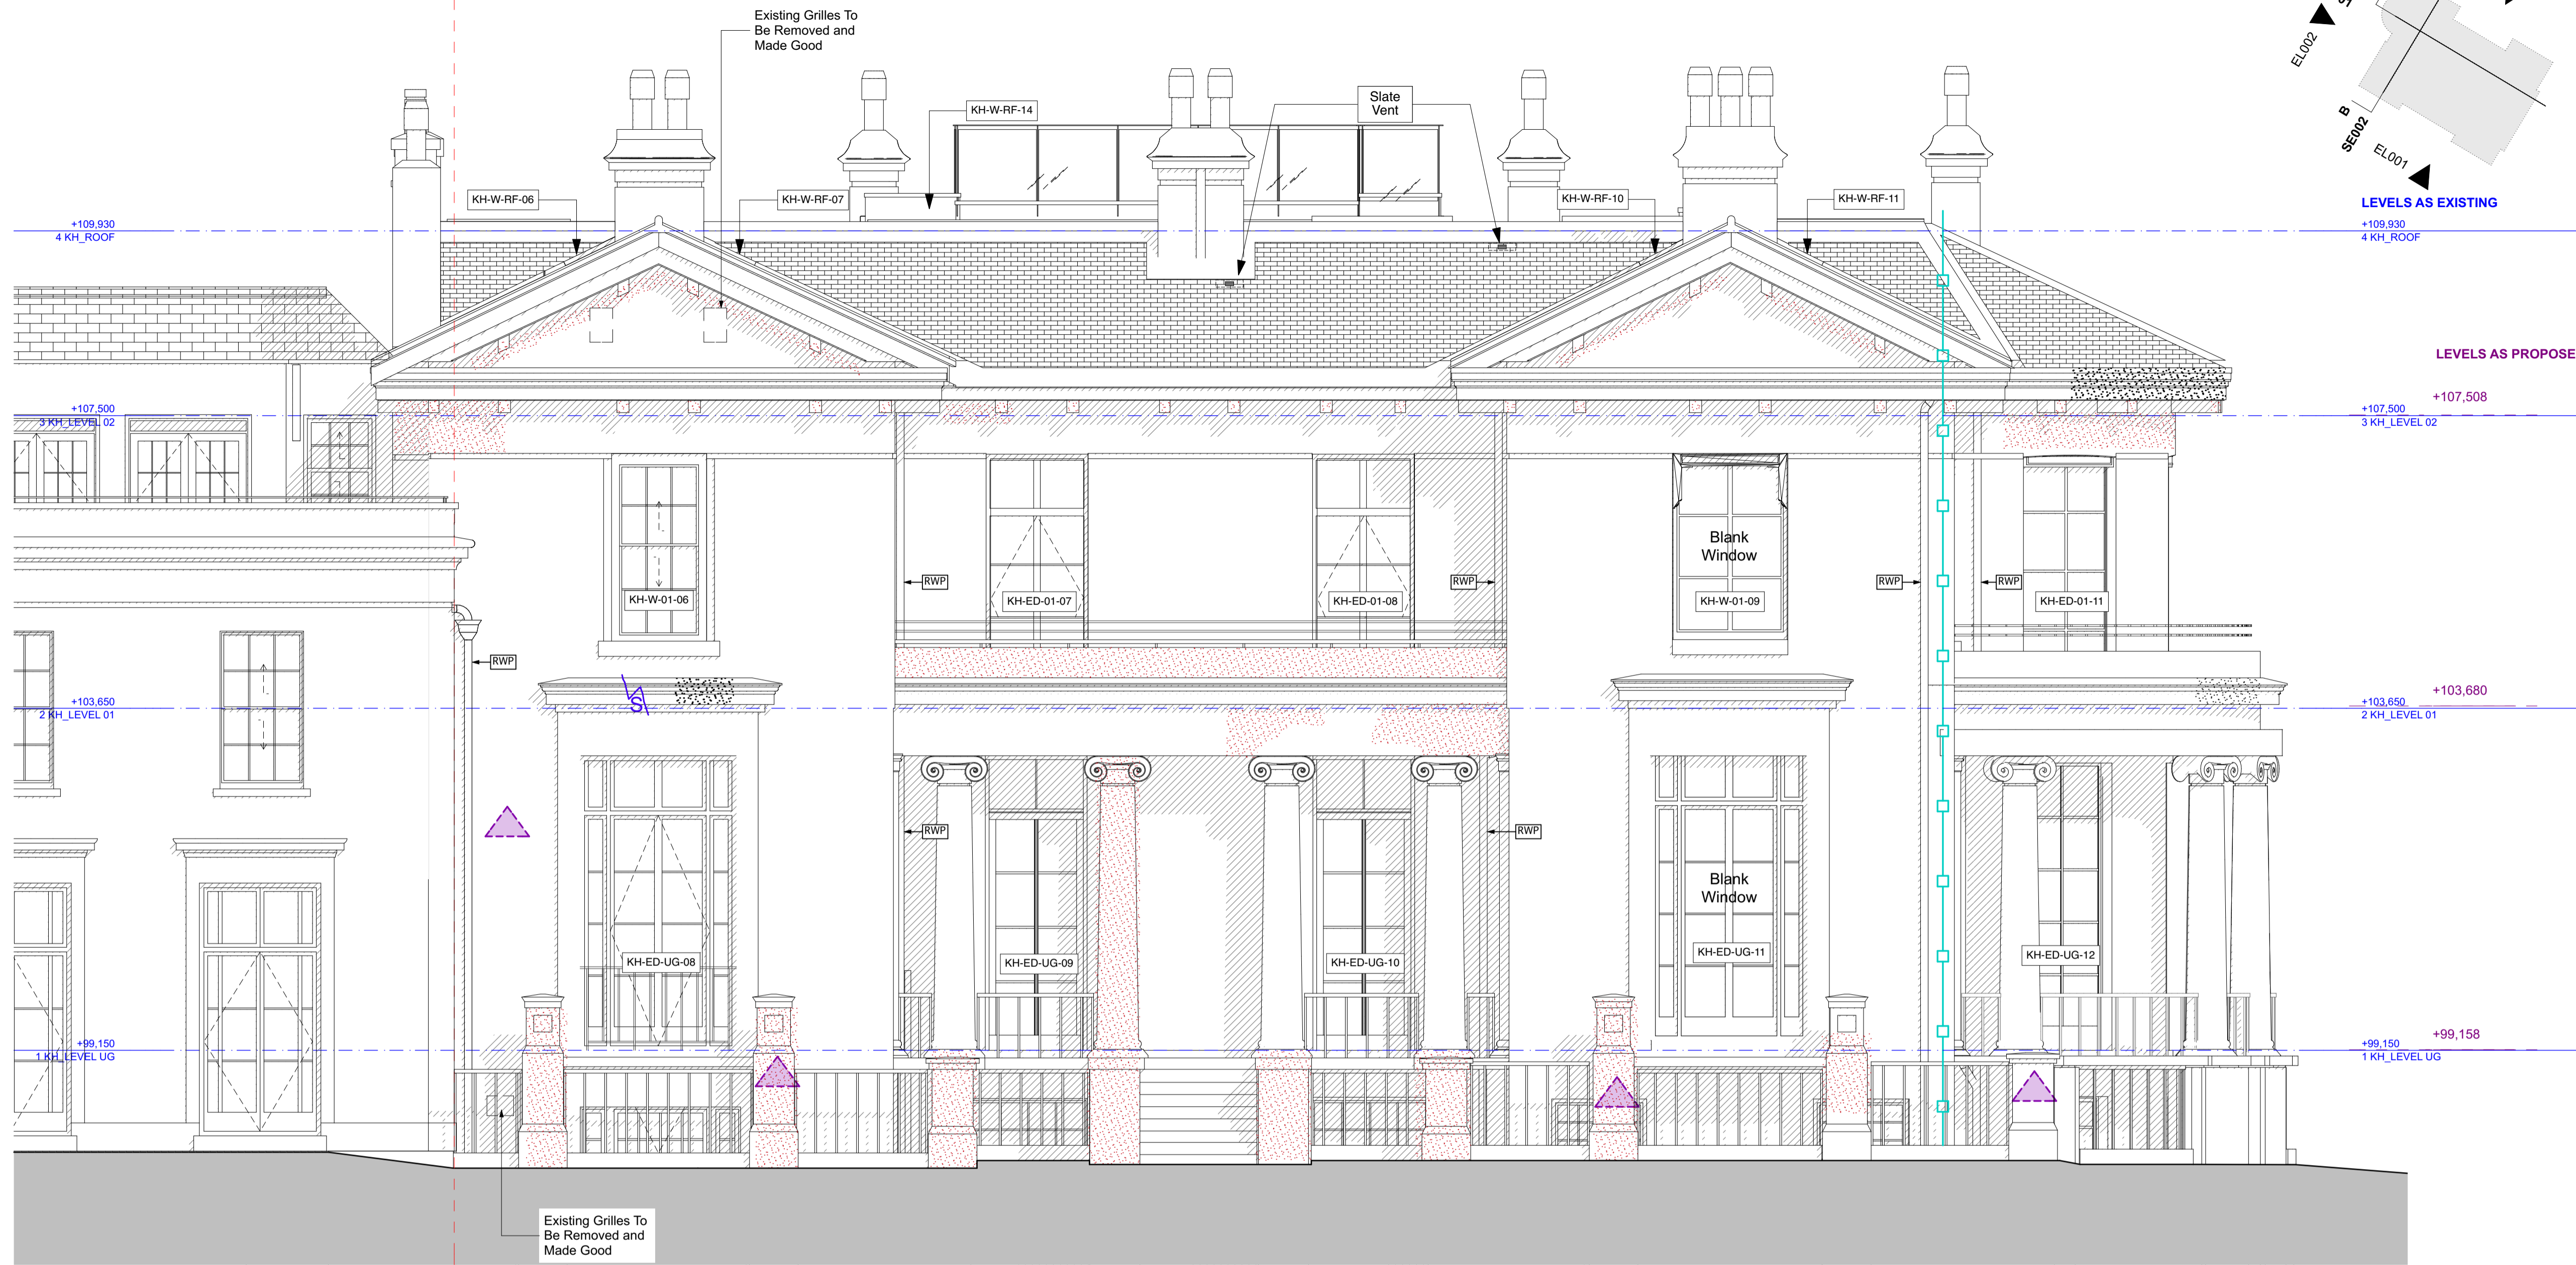 Existing Grilles To
Be Removed and
Made Good
EL002
B
SE002
EL001
KH-W-RF-14
Slate
Vent
KH-W-RF-06
KH-W-RF-07
KH-W-RF-10
KH-W-RF-11
LEVELS AS EXISTING
+109,930
4 KH_ROOF
+109,930
4 KH_ROOF
LEVELS AS PROPOSE
+107,508
+107,500
3 KH_LEVEL 02
+107,500
3 KH_LEVEL 02
Blank
Window
RWP
RWP
RWP
RWP
KH-W-01-06
KH-ED-01-07
KH-ED-01-08
KH-W-01-09
KH-ED-01-11
RWP
S
+103,680
+103,650
2 KH_LEVEL 01
+103,650
2 KH_LEVEL 01
RWP
RWP
Blank
Window
KH-ED-UG-08
KH-ED-UG-09
KH-ED-UG-10
KH-ED-UG-11
KH-ED-UG-12
+99,158
+99,150
1 KH_LEVEL UG
+99,150
1 KH_LEVEL UG
Existing Grilles To
Be Removed and
Made Good